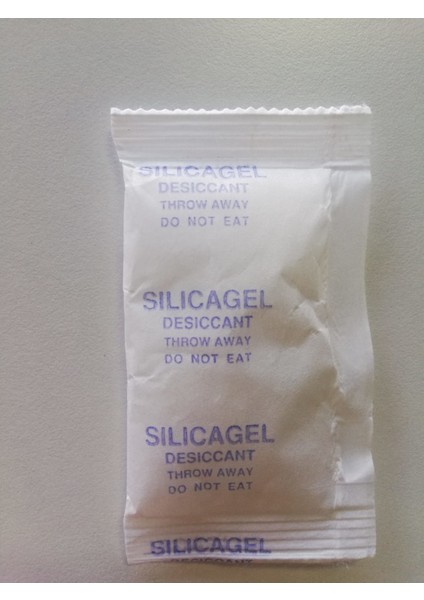 SILICAGEL
DESICCANT
THROW AWAY
DO NOT EAT
SILICAGEL
DESICCANT
THROW AWAY
DO NOT EAT
SILICAGEL
DESICCANT
THROW AWAY
DO NOT EAT
SILICAGEL
DESICCANT